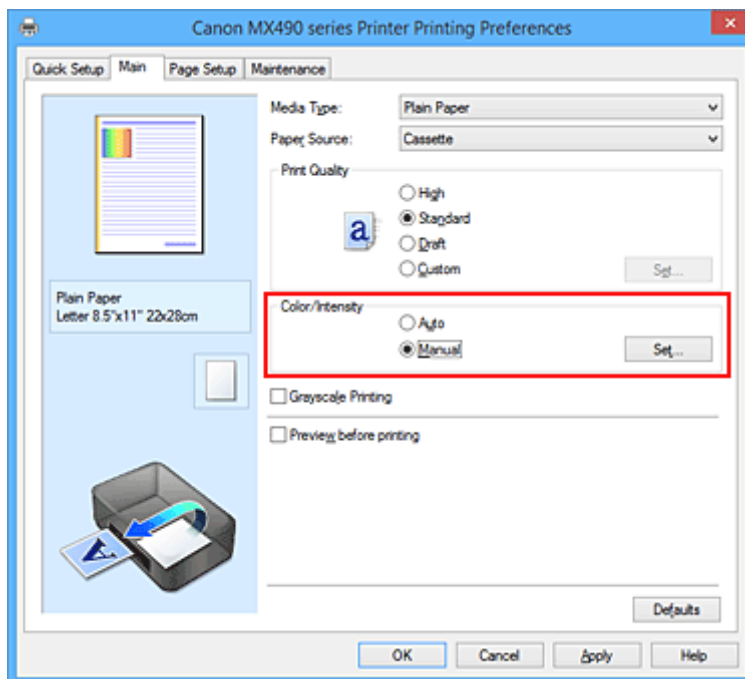 Canon MX490 series Printer Printing Preferences
Quick Setup Main Page Setup Maintenance
Media Type: Plain Paper
Paper Source: Cassette
Print Quality
High
a Standard
Draft
Custom Set...
Plain Paper
Letter 8.5"x11" 22x28cm
Color/Intensity
Auto
Manual Set...
Grayscale Printing
Preview before printing
A
Defaults
OK Cancel Apply Help